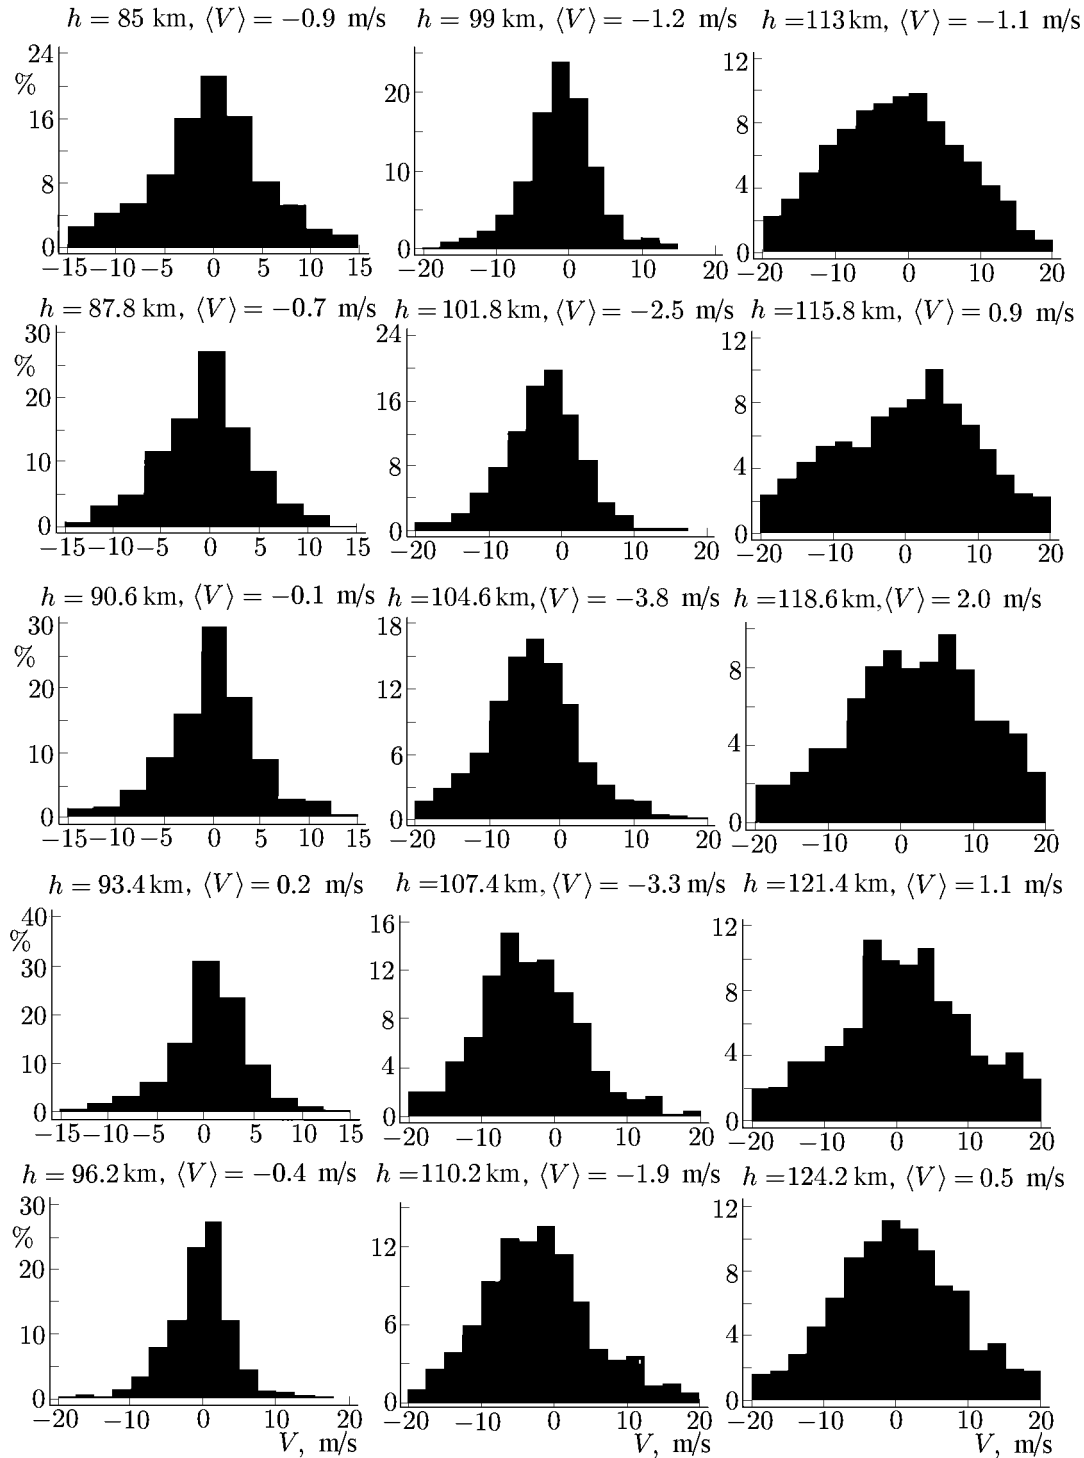 h = 85 km, ⟨V⟩ = −0.9 m/s
24
%
16
8
0
−15 −10 −5 0 5 10 15
h = 99 km, ⟨V⟩ = −1.2 m/s
20
10
0
−20 −10 0 10 20
h =113 km, ⟨V⟩ = −1.1 m/s
12
8
4
0
−20 −10 0 10 20
h = 87.8 km, ⟨V⟩ = −0.7 m/s
30
%
20
10
0
−15 −10 −5 0 5 10 15
h =101.8 km, ⟨V⟩ = −2.5 m/s
24
16
8
0
−20 −10 0 10 20
h =115.8 km, ⟨V⟩ = 0.9 m/s
12
8
4
0
−20 −10 0 10 20
h = 90.6 km, ⟨V⟩ = −0.1 m/s
30
%
20
10
0
−15 −10 −5 0 5 10 15
h =104.6 km, ⟨V⟩ = −3.8 m/s
18
12
6
0
−20 −10 0 10 20
h =118.6 km, ⟨V⟩ = 2.0 m/s
8
4
0
−20 −10 0 10 20
h = 93.4 km, ⟨V⟩ = 0.2 m/s
40
%
30
20
10
0
−15 −10 −5 0 5 10 15
h =107.4 km, ⟨V⟩ = −3.3 m/s
16
12
8
4
0
−20 −10 0 10 20
h =121.4 km, ⟨V⟩ = 1.1 m/s
12
8
4
0
−20 −10 0 10 20
h = 96.2 km, ⟨V⟩ = −0.4 m/s
30
%
20
10
0
−20 −10 0 10 20
V, m/s
h =110.2 km, ⟨V⟩ = −1.9 m/s
12
6
0
−20 −10 0 10 20
V, m/s
h =124.2 km, ⟨V⟩ = 0.5 m/s
12
8
4
0
−20 −10 0 10 20
V, m/s